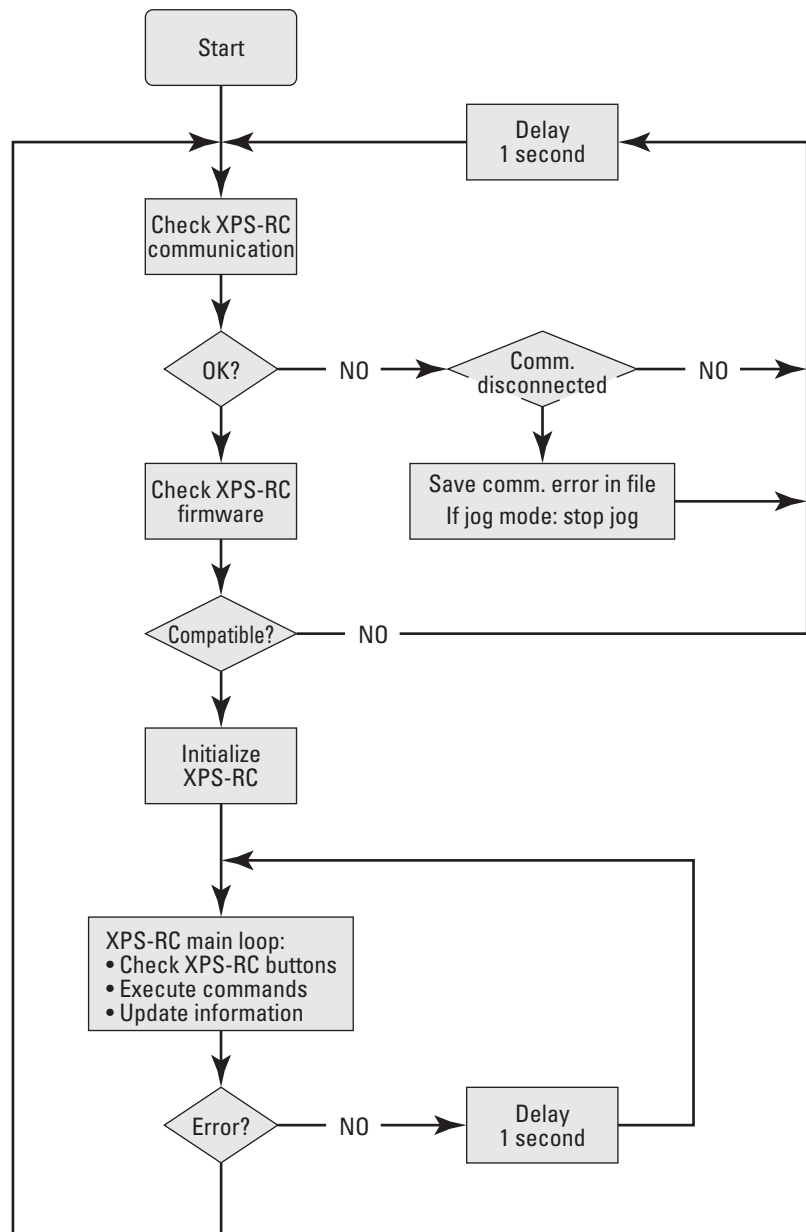 Start
Delay
1 second
Check XPS-RC
communication
OK?
NO
Comm.
disconnected
NO
Check XPS-RC
firmware
Save comm. error in file
If jog mode: stop jog
Compatible?
NO
Initialize
XPS-RC
XPS-RC main loop:
• Check XPS-RC buttons
• Execute commands
• Update information
Error?
NO
Delay
1 second